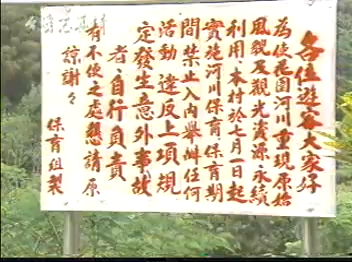 各位遊客大家好
為使花園河川重現原始
風貌及觀光資源永續
利用、本村於七月一日起
實施河川保育、保育期
間禁止入內舉辦任何
活動 違反上項規
定發生意外事故
者、自行負責
有不便之處懇請原
諒謝々
保育組製